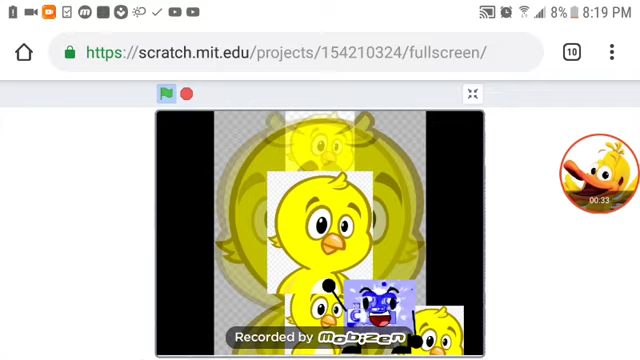 8% 8:19 PM
https://scratch.mit.edu/projects/154210324/fullscreen/
10
00:33
Recorded by Mobizen